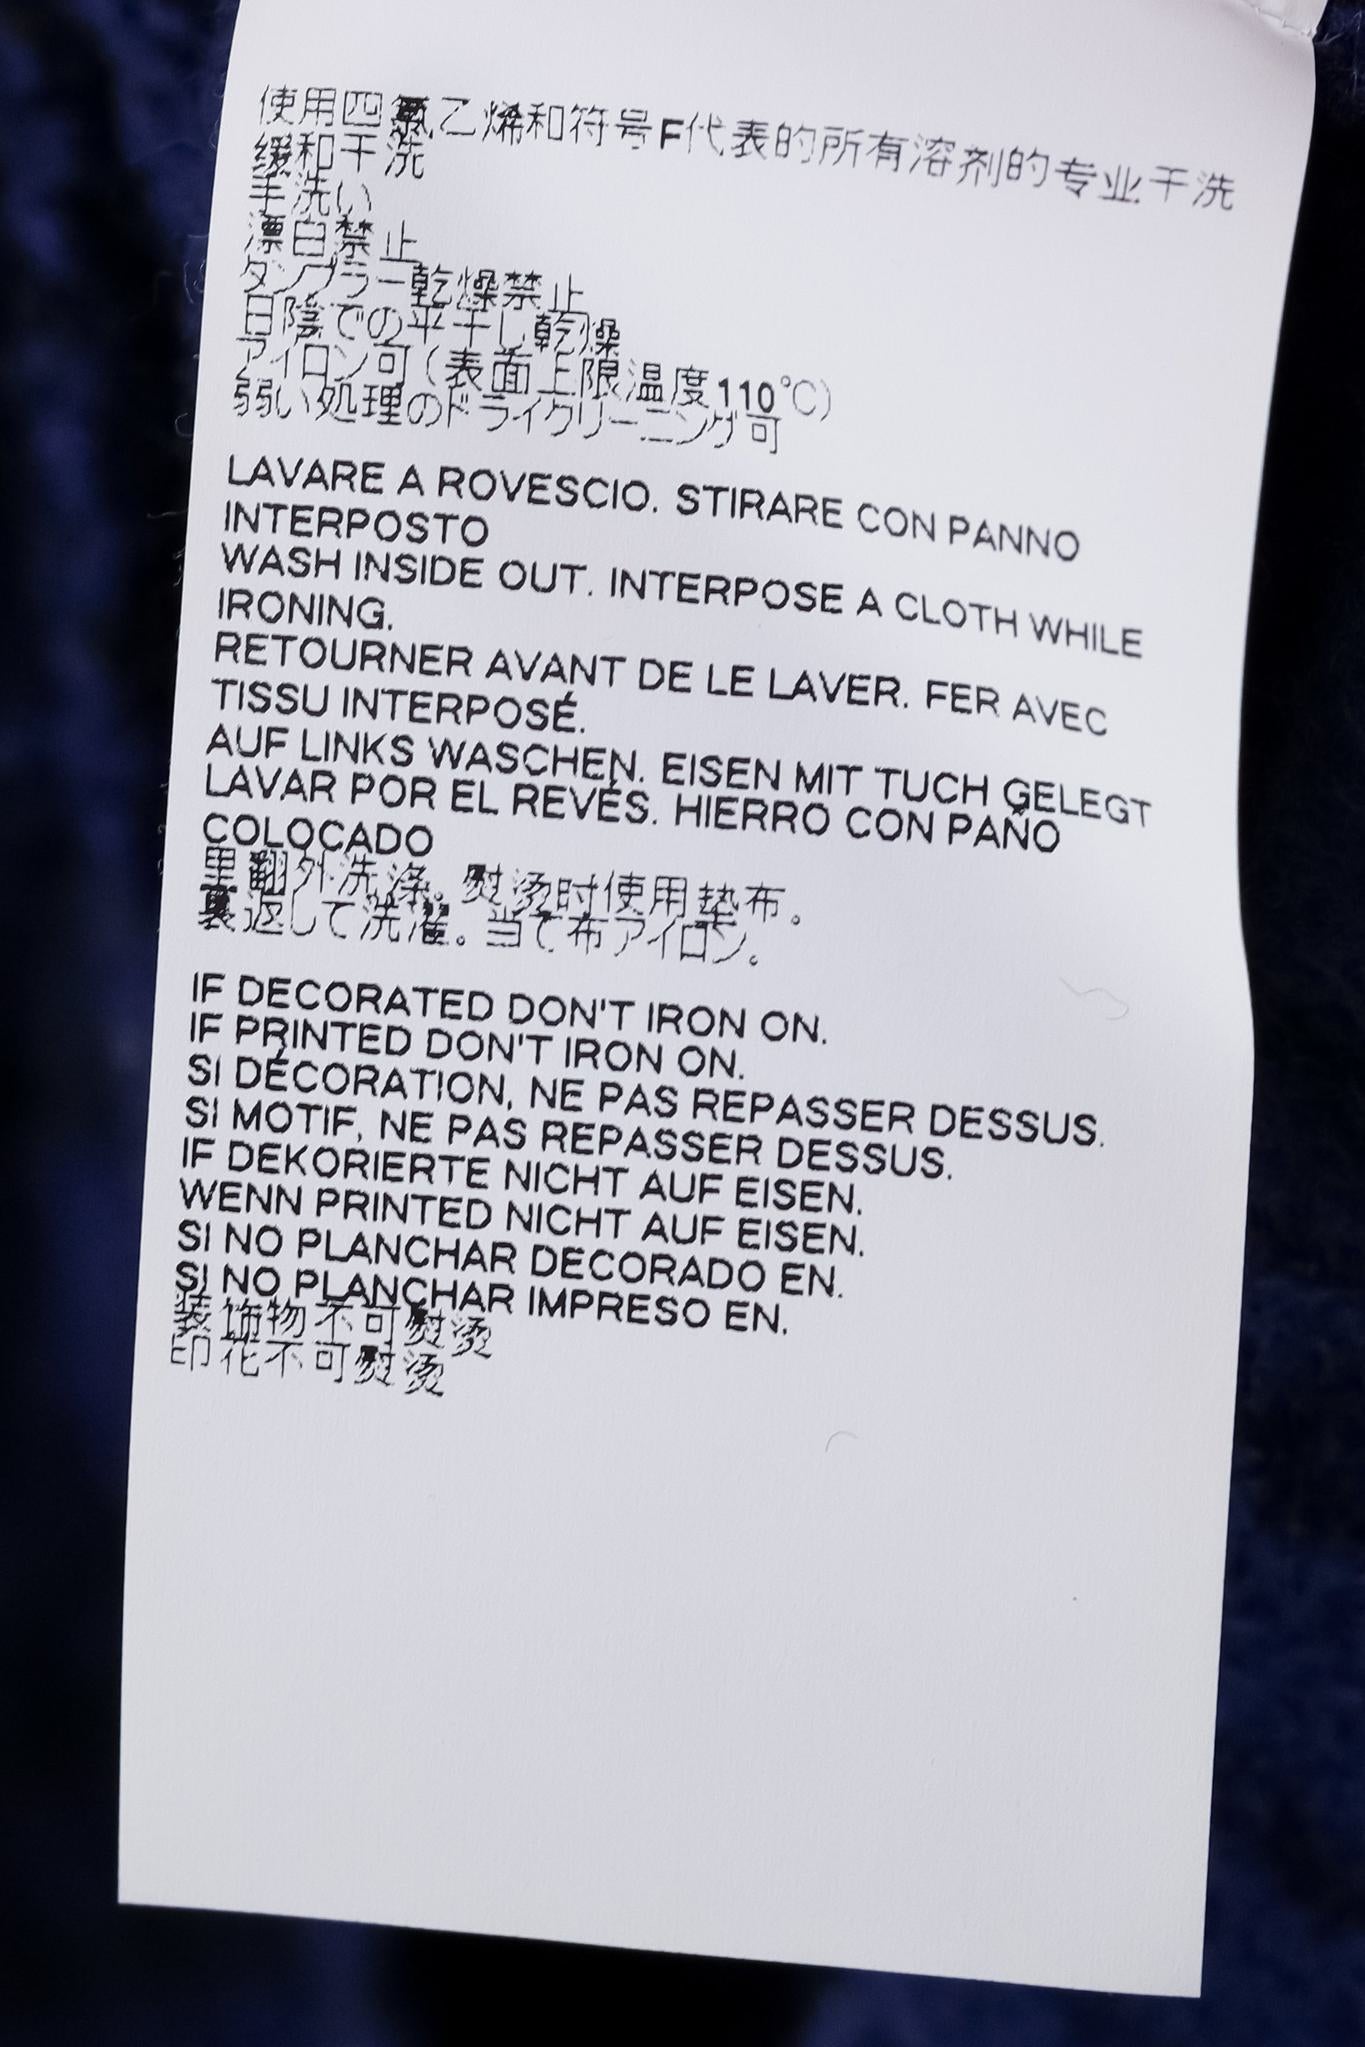 使用四氯乙烯和符号F代表的所有溶剂的专业干洗
缓和干洗
手洗い
漂白禁止
タンブラー乾燥禁止
日陰での平干し乾燥
アイロン可(表面上限温度110℃)
弱い処理のドライクリーニング可
LAVARE A ROVESCIO. STIRARE CON PANNO
INTERPOSTO
WASH INSIDE OUT. INTERPOSE A CLOTH WHILE
IRONING.
RETOURNER AVANT DE LE LAVER. FER AVEC
TISSU INTERPOSÉ.
AUF LINKS WASCHEN. EISEN MIT TUCH GELEGT
LAVAR POR EL REVÉS. HIERRO CON PAÑO
COLOCADO
里翻外洗涤。熨烫时使用垫布。
裏返して洗濯。当て布アイロン。
IF DECORATED DON'T IRON ON.
IF PRINTED DON'T IRON ON.
SI DÉCORATION, NE PAS REPASSER DESSUS.
SI MOTIF, NE PAS REPASSER DESSUS.
IF DEKORIERTE NICHT AUF EISEN.
WENN PRINTED NICHT AUF EISEN.
SI NO PLANCHAR DECORADO EN.
SI NO PLANCHAR IMPRESO EN.
装饰物不可熨烫
印花不可熨烫